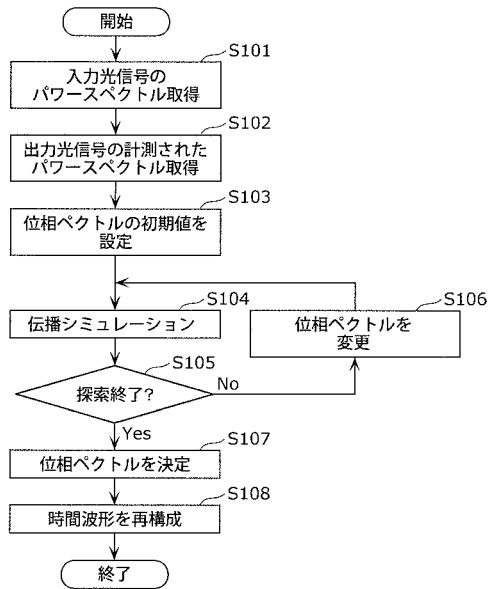 開始
S101
入力光信号の
パワースペクトル取得
S102
出力光信号の計測された
パワースペクトル取得
S103
位相ペクトルの初期値を
設定
S104
伝播シミュレーション
S106
位相ペクトルを
変更
S105
探索終了?
No
Yes
S107
位相ペクトルを決定
S108
時間波形を再構成
終了